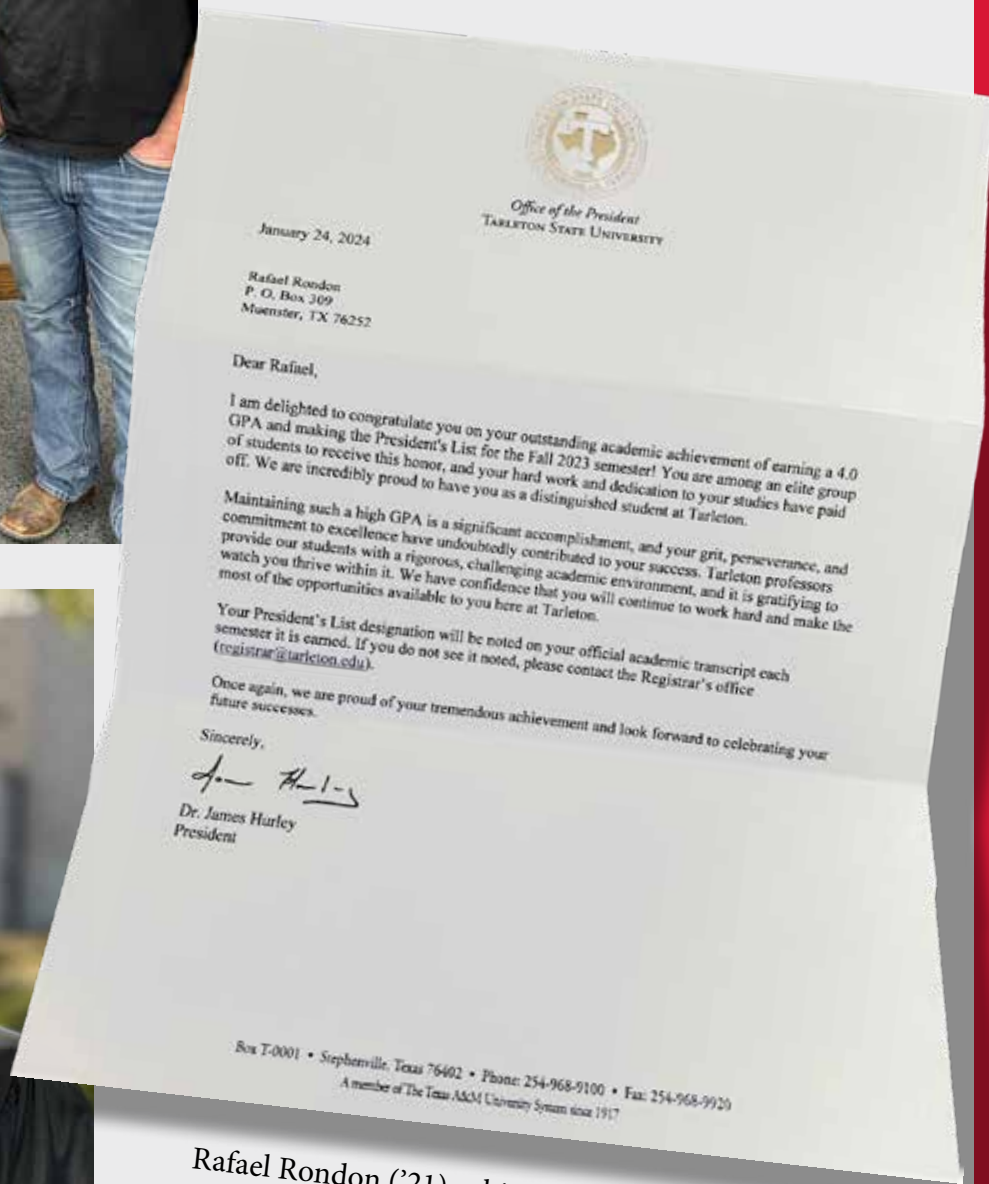 Office of the President
TARLETON STATE UNIVERSITY
January 24, 2024
Rafael Rondon
P. O. Box 309
Muenster, TX 76252
Dear Rafael,
I am delighted to congratulate you on your outstanding academic achievement of earning a 4.0
GPA and making the President's List for the Fall 2023 semester! You are among an elite group
of students to receive this honor, and your hard work and dedication to your studies have paid
off. We are incredibly proud to have you as a distinguished student at Tarleton.
Maintaining such a high GPA is a significant accomplishment, and your grit, perseverance, and
commitment to excellence have undoubtedly contributed to your success. Tarleton professors
provide our students with a rigorous, challenging academic environment, and it is gratifying to
watch you thrive within it. We have confidence that you will continue to work hard and make the
most of the opportunities available to you here at Tarleton.
Your President's List designation will be noted on your official academic transcript each
semester it is earned. If you do not see it noted, please contact the Registrar's office
(registrar@tarleton.edu).
Once again, we are proud of your tremendous achievement and look forward to celebrating your
future successes.
Sincerely,
Dr. James Hurley
President
Box T-0001 • Stephenville, Texas 76402 • Phone: 254-968-9100 • Fax: 254-968-9920
A member of The Texas A&M University System since 1917
Rafael Rondon ('21)